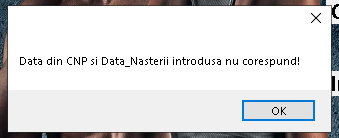 Data din CNP si Data_Nasterii introdusa nu corespund!
OK